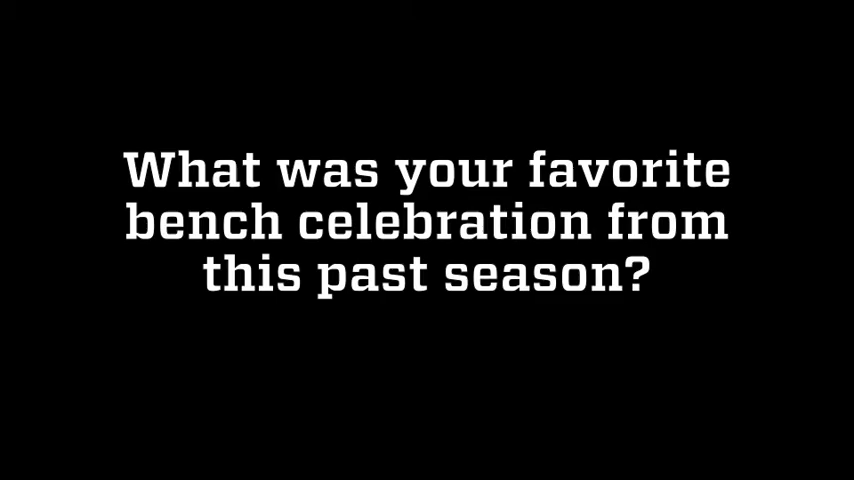 What was your favorite
bench celebration from
this past season?